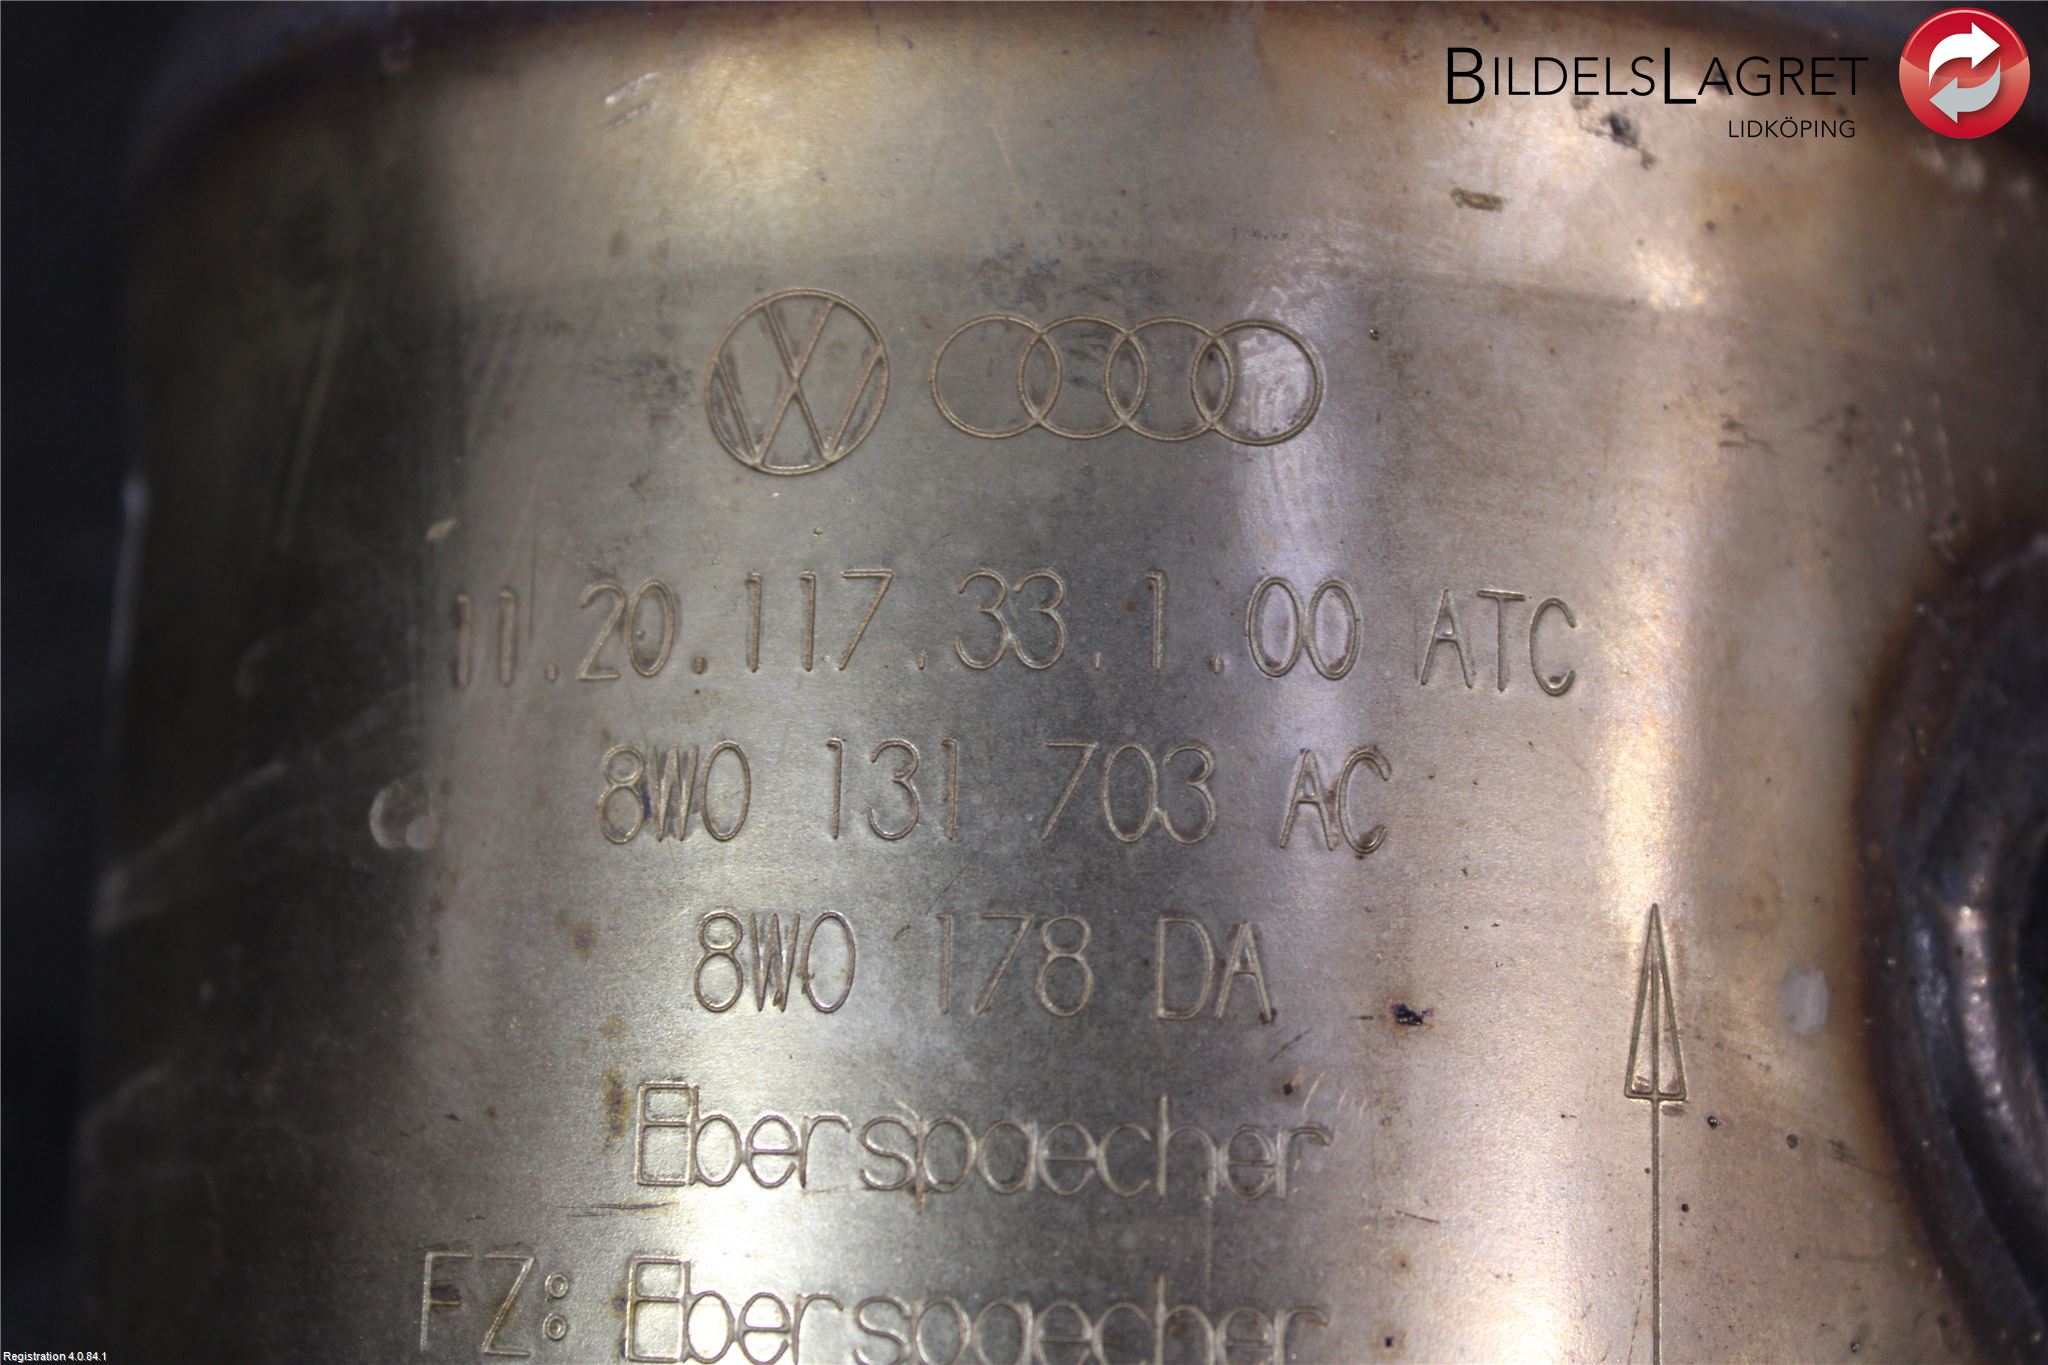 BILDELSLAGRET
LIDKÖPING
11.20.117.33.1.00 ATC
8W0 131 703 AC
8W0 178 DA
Eberspaecher
FZ: Eberspaecher
Registration 4.0.84.1